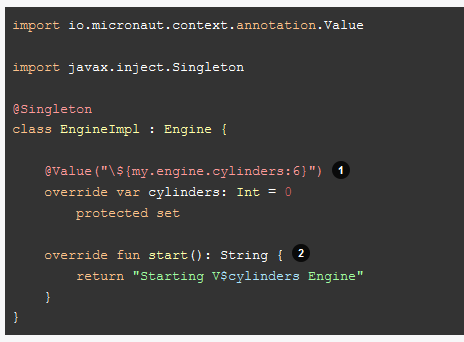 import io.micronaut.context.annotation.Value
import javax.inject.Singleton
@Singleton
class EngineImpl : Engine {
@Value("\${my.engine.cylinders:6}") 1
override var cylinders: Int = 0
protected set
override fun start(): String { 2
return "Starting V$cylinders Engine"
}
}